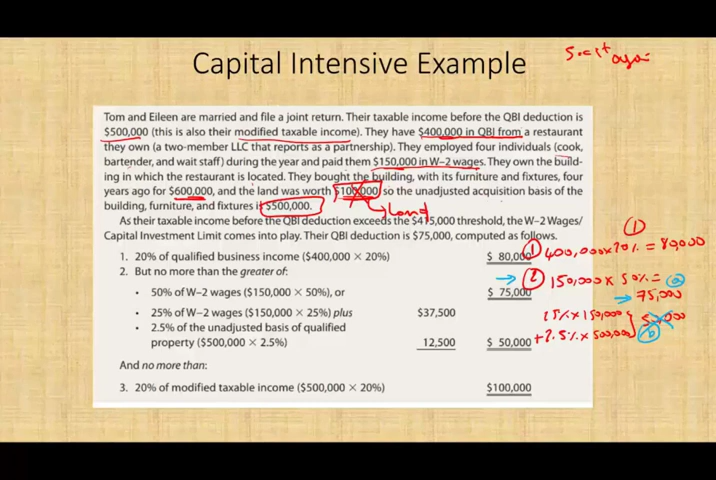 Capital Intensive Example
Tom and Eileen are married and file a joint return. Their taxable income before the QBI deduction is
$500,000 (this is also their modified taxable income). They have $400,000 in QBI from a restaurant
they own (a two-member LLC that reports as a partnership). They employed four individuals (cook,
bartender, and wait staff) during the year and paid them $150,000 in W-2 wages. They own the build-
ing in which the restaurant is located. They bought the building, with its furniture and fixtures, four
years ago for $600,000, and the land was worth $100,000 so the unadjusted acquisition basis of the
building, furniture, and fixtures is $500,000.
Land
As their taxable income before the QBI deduction exceeds the $415,000 threshold, the W-2 Wages/
Capital Investment Limit comes into play. Their QBI deduction is $75,000, computed as follows.
1
1. 20% of qualified business income ($400,000 × 20%) $ 80,000
1 400,000×20% = 80,000
2. But no more than the greater of:
2 150,000 × 50% = a
75,000
• 50% of W-2 wages ($150,000 × 50%), or $ 75,000
• 25% of W-2 wages ($150,000 × 25%) plus $37,500
25% × 150,000 50,000
• 2.5% of the unadjusted basis of qualified
property ($500,000 × 2.5%) 12,500 $ 50,000
+2.5% × 500,000 b
And no more than:
3. 20% of modified taxable income ($500,000 × 20%) $100,000